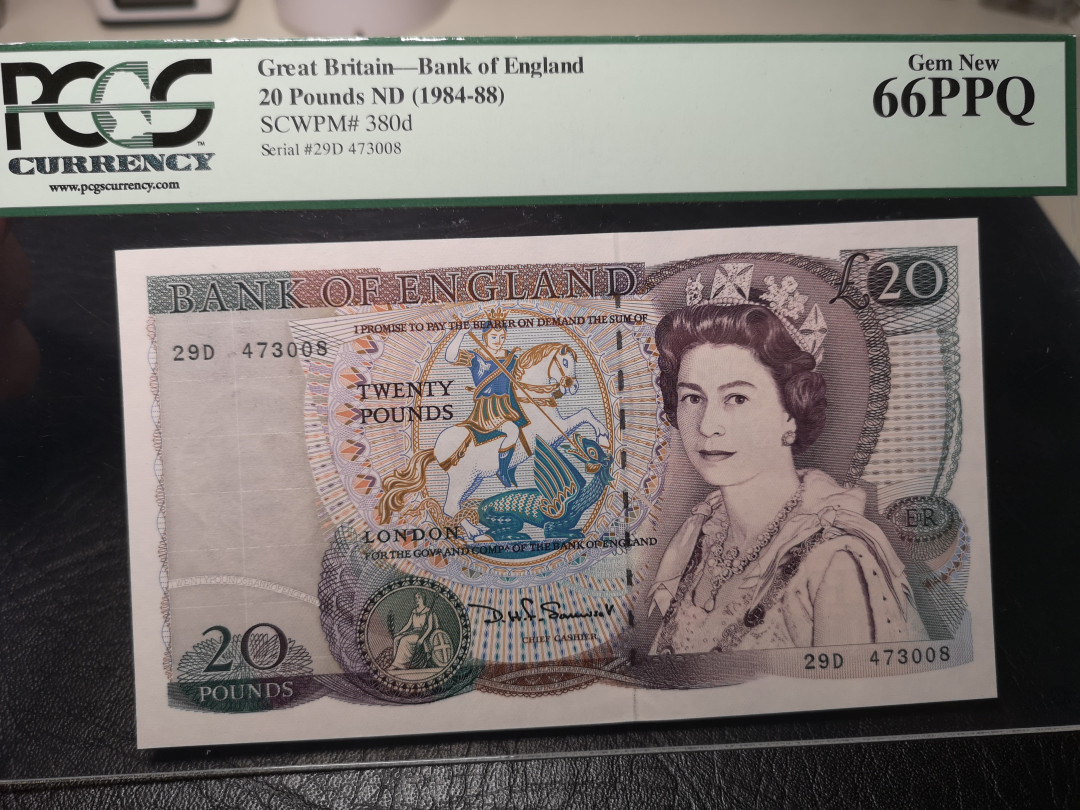 PCGS
CURRENCY
www.pcgscurrency.com
Great Britain—Bank of England
20 Pounds ND (1984-88)
SCWPM# 380d
Serial #29D 473008
Gem New
66PPQ
BANK OF ENGLAND
£20
I PROMISE TO PAY THE BEARER ON DEMAND THE SUM OF
29D 473008
TWENTY
POUNDS
LONDON
FOR THE GOVR AND COMPA OF THE BANK OF ENGLAND
E R
CHIEF CASHIER
20
POUNDS
29D 473008